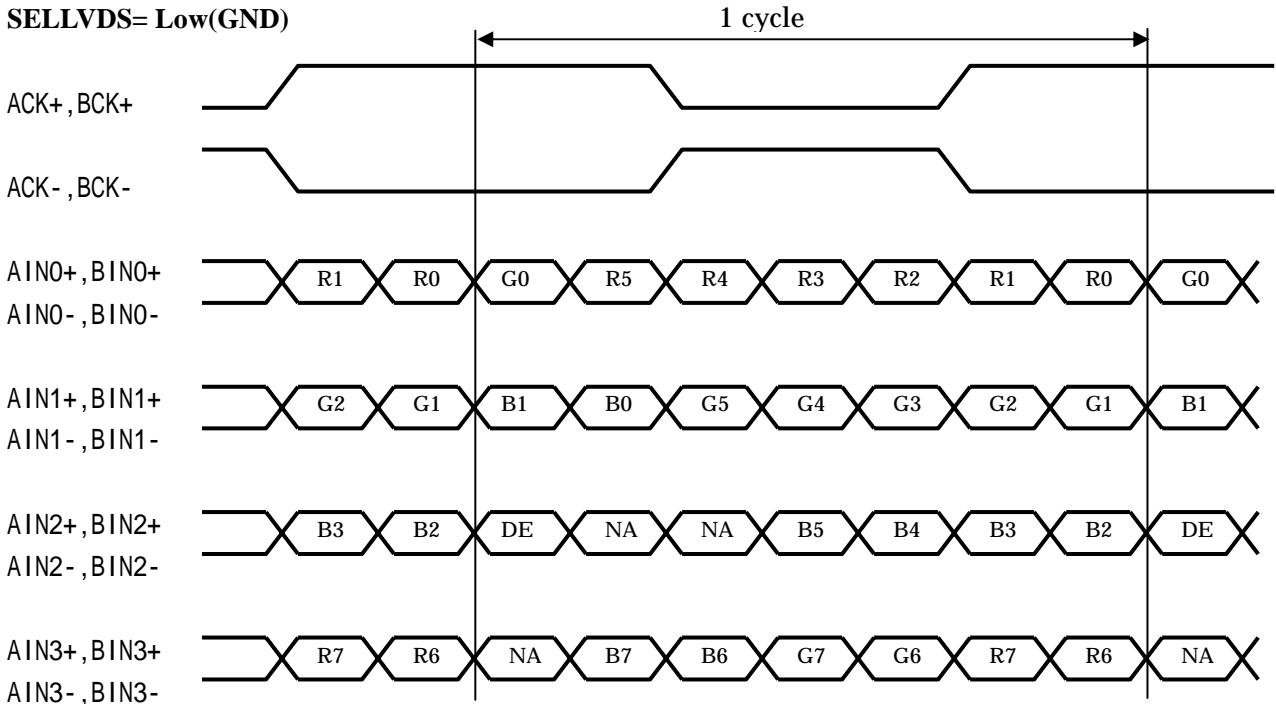 SELLVDS= Low(GND)
1 cycle
ACK+,BCK+
ACK-,BCK-
AIN0+,BIN0+
R1 R0 G0 R5 R4 R3 R2 R1 R0 G0
AIN0-,BIN0-
AIN1+,BIN1+
G2 G1 B1 B0 G5 G4 G3 G2 G1 B1
AIN1-,BIN1-
AIN2+,BIN2+
B3 B2 DE NA NA B5 B4 B3 B2 DE
AIN2-,BIN2-
AIN3+,BIN3+
R7 R6 NA B7 B6 G7 G6 R7 R6 NA
AIN3-,BIN3-